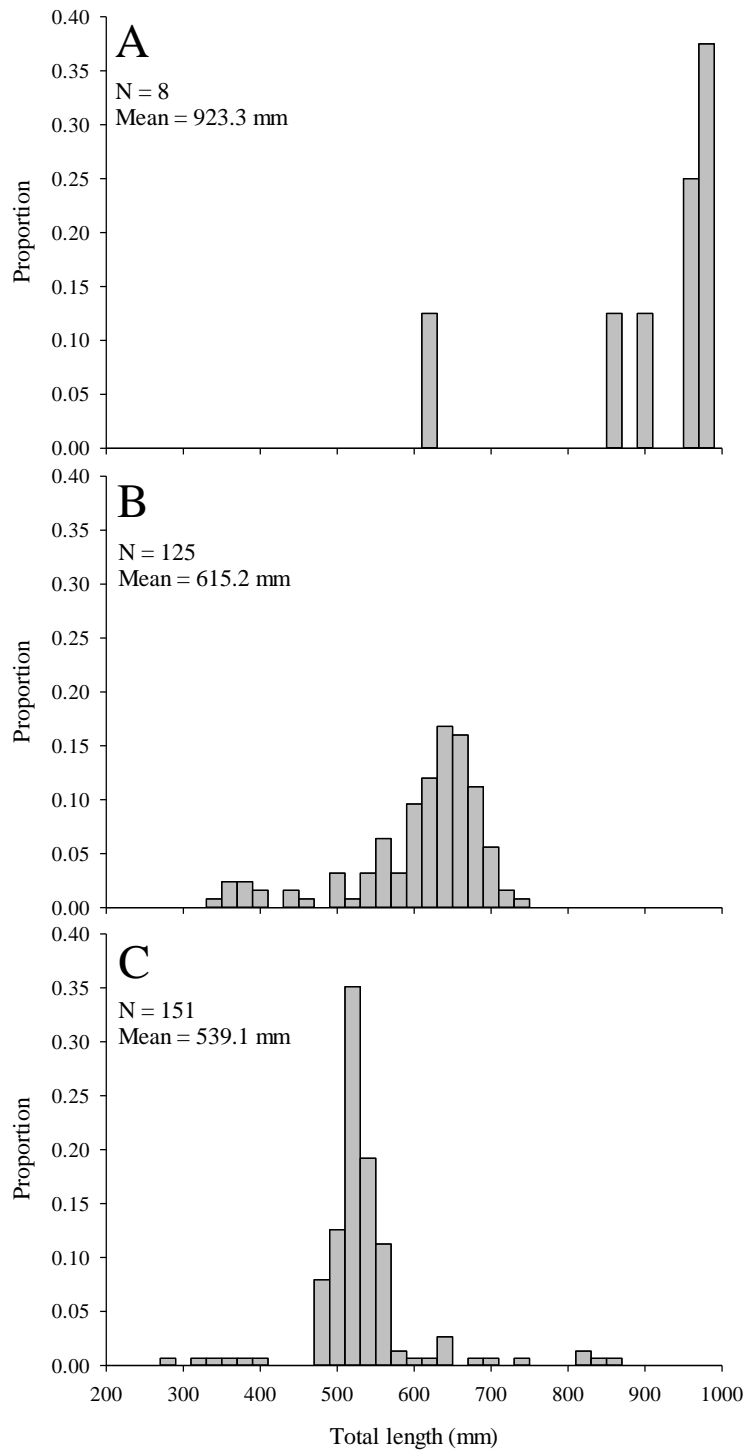 0.40
A
0.35
N = 8
Mean = 923.3 mm
0.30
0.25
Proportion
0.20
0.15
0.10
0.05
0.00
0.40
B
0.35
N = 125
Mean = 615.2 mm
0.30
0.25
Proportion
0.20
0.15
0.10
0.05
0.00
0.40
C
0.35
N = 151
Mean = 539.1 mm
0.30
0.25
Proportion
0.20
0.15
0.10
0.05
0.00
200 300 400 500 600 700 800 900 1000
Total length (mm)